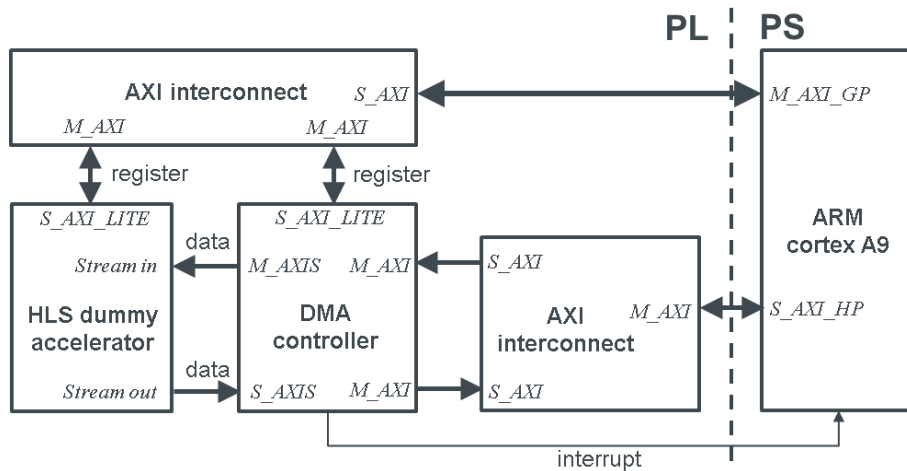 PL PS
AXI interconnect
S_AXI
M_AXI_GP
M_AXI
M_AXI
register
register
S_AXI_LITE
S_AXI_LITE
ARM
cortex A9
data
Stream in
M_AXIS
M_AXI
S_AXI
HLS dummy
accelerator
DMA
controller
AXI
interconnect
M_AXI
S_AXI_HP
data
Stream out
S_AXIS
M_AXI
S_AXI
interrupt